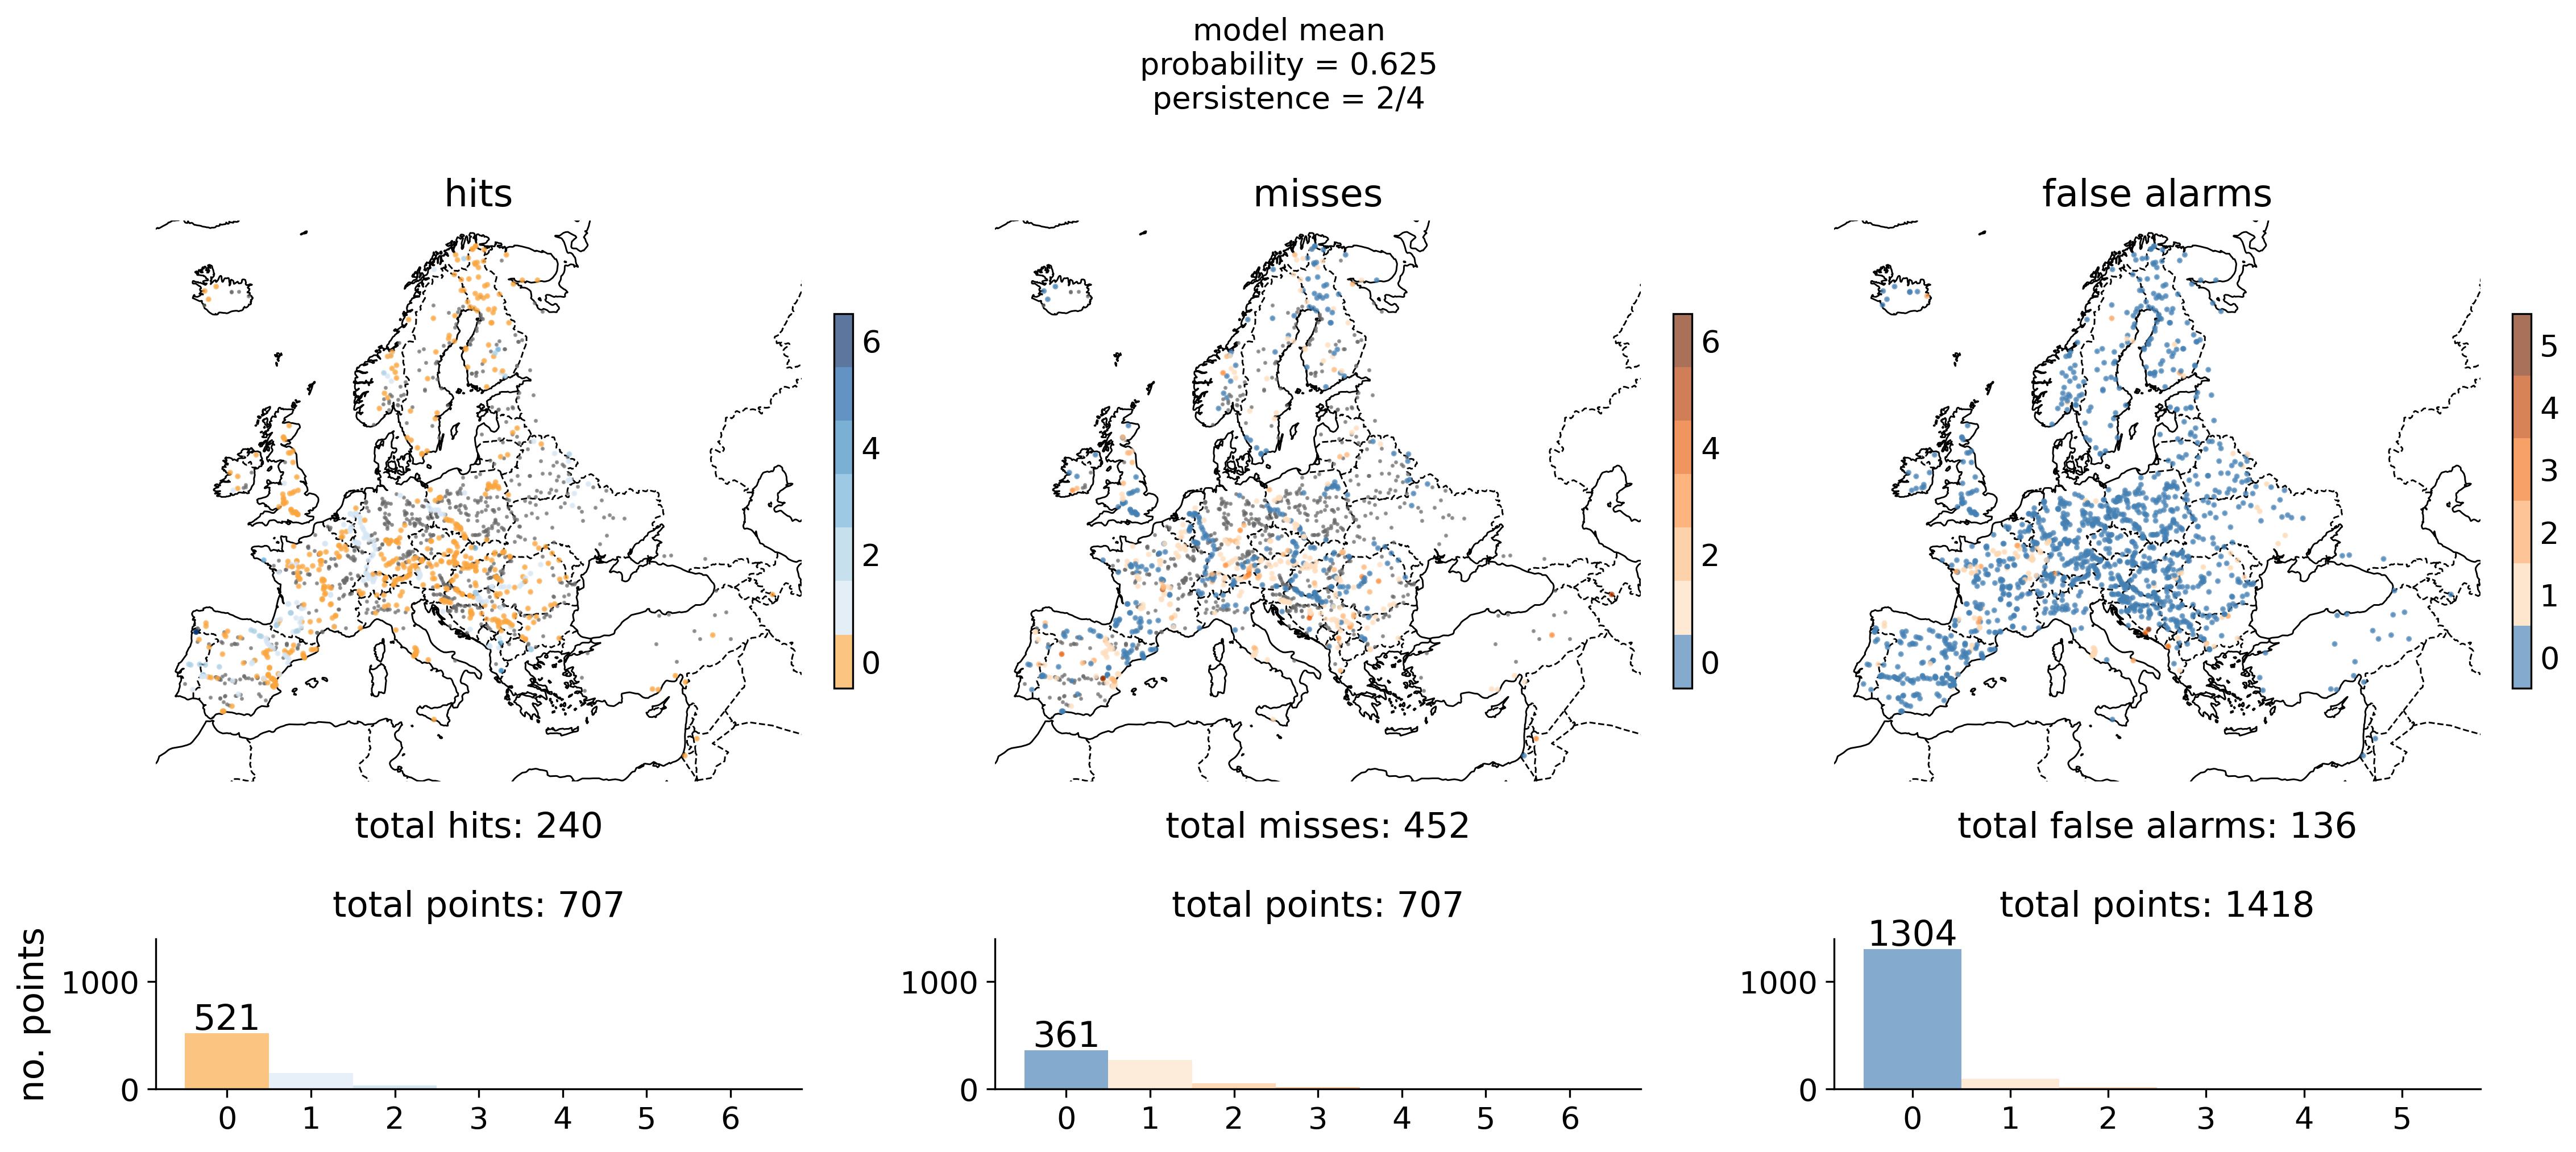 model mean
probability = 0.625
persistence = 2/4
hits
misses
false alarms
6
4
2
0
6
4
2
0
5
4
3
2
1
0
total hits: 240
total misses: 452
total false alarms: 136
total points: 707
total points: 707
total points: 1418
no. points
1000
0
521
0 1 2 3 4 5 6
1000
0
361
0 1 2 3 4 5 6
1000
0
1304
0 1 2 3 4 5